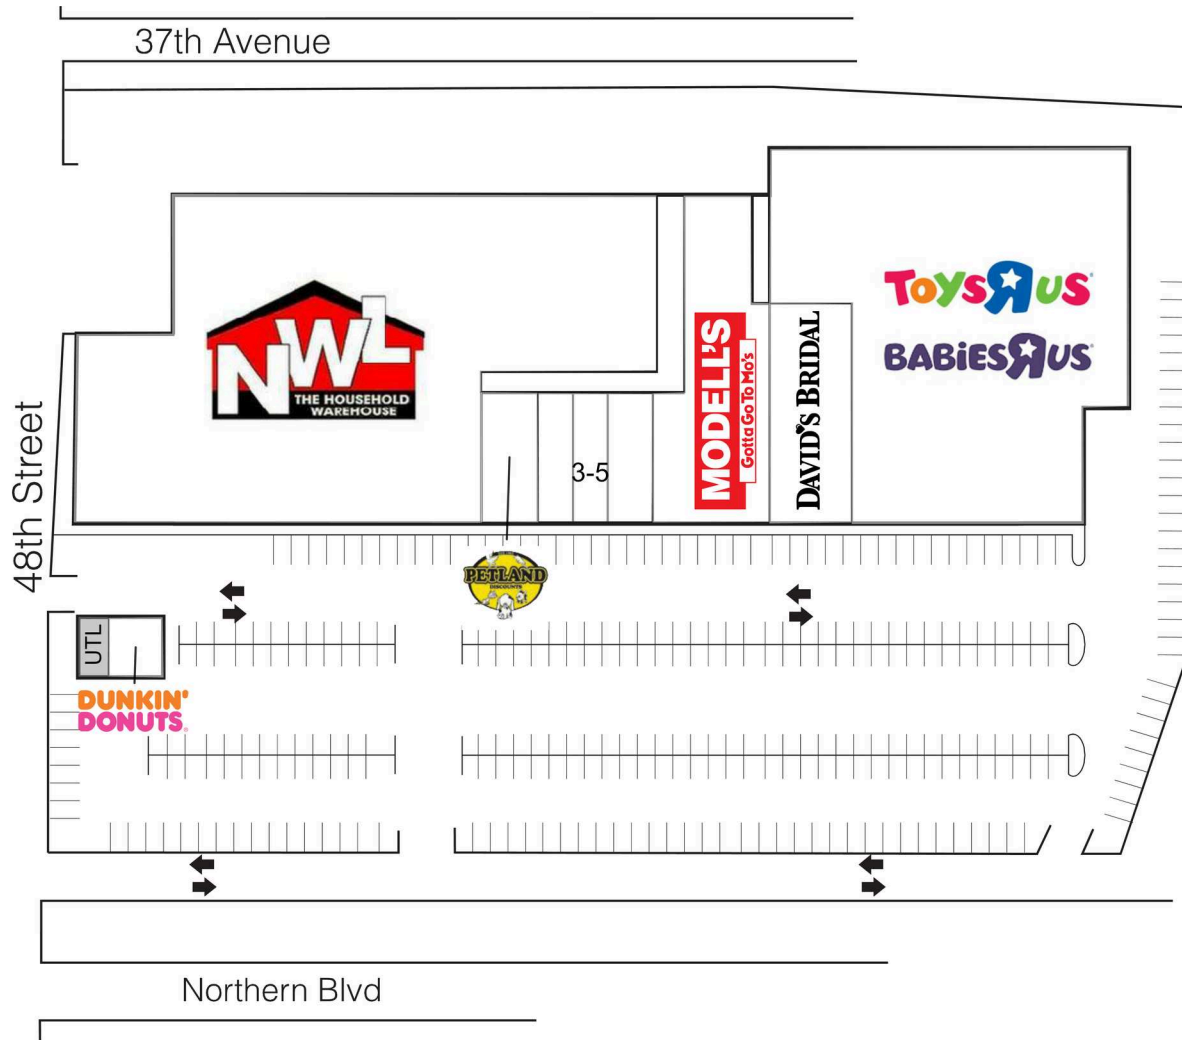 37th Avenue
48th Street
NWL
THE HOUSEHOLD
WAREHOUSE
3-5
MODELL'S
Gotta Go To Mo's
DAVID'S BRIDAL
TOYSRUS®
BABiESRUS®
PETLAND
DISCOUNTS
UTL
DUNKIN'
DONUTS®
Northern Blvd